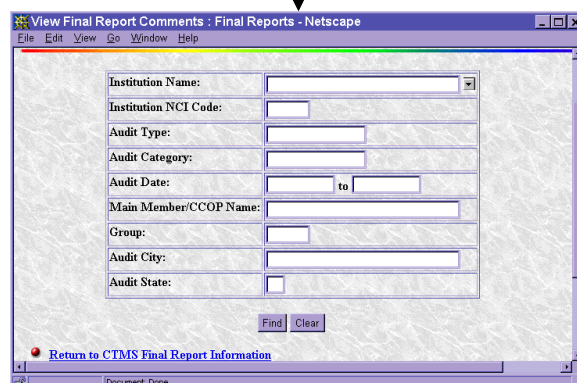 View Final Report Comments : Final Reports - Netscape
File Edit View Go Window Help
Institution Name:
Institution NCI Code:
Audit Type:
Audit Category:
Audit Date: to
Main Member/CCOP Name:
Group:
Audit City:
Audit State:
Find Clear
Return to CTMS Final Report Information
Document: Done